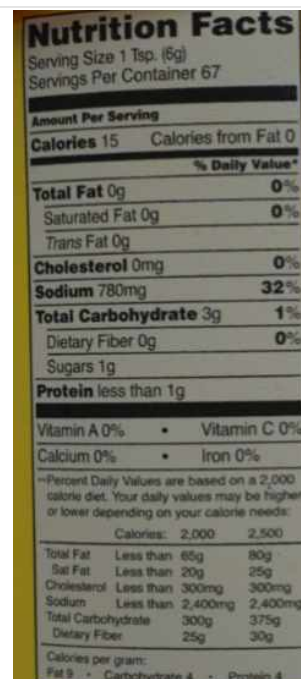 Nutrition Facts
Serving Size 1 Tsp. (6g)
Servings Per Container 67
Amount Per Serving
Calories 15 Calories from Fat 0
% Daily Value*
Total Fat 0g 0%
Saturated Fat 0g 0%
Trans Fat 0g
Cholesterol 0mg 0%
Sodium 780mg 32%
Total Carbohydrate 3g 1%
Dietary Fiber 0g 0%
Sugars 1g
Protein less than 1g
Vitamin A 0% • Vitamin C 0%
Calcium 0% • Iron 0%
**Percent Daily Values are based on a 2,000
calorie diet. Your daily values may be higher
or lower depending on your calorie needs:
Calories: 2,000 2,500
Total Fat Less than 65g 80g
Sat Fat Less than 20g 25g
Cholesterol Less than 300mg 300mg
Sodium Less than 2,400mg 2,400mg
Total Carbohydrate 300g 375g
Dietary Fiber 25g 30g
Calories per gram:
Fat 9 • Carbohydrate 4 • Protein 4